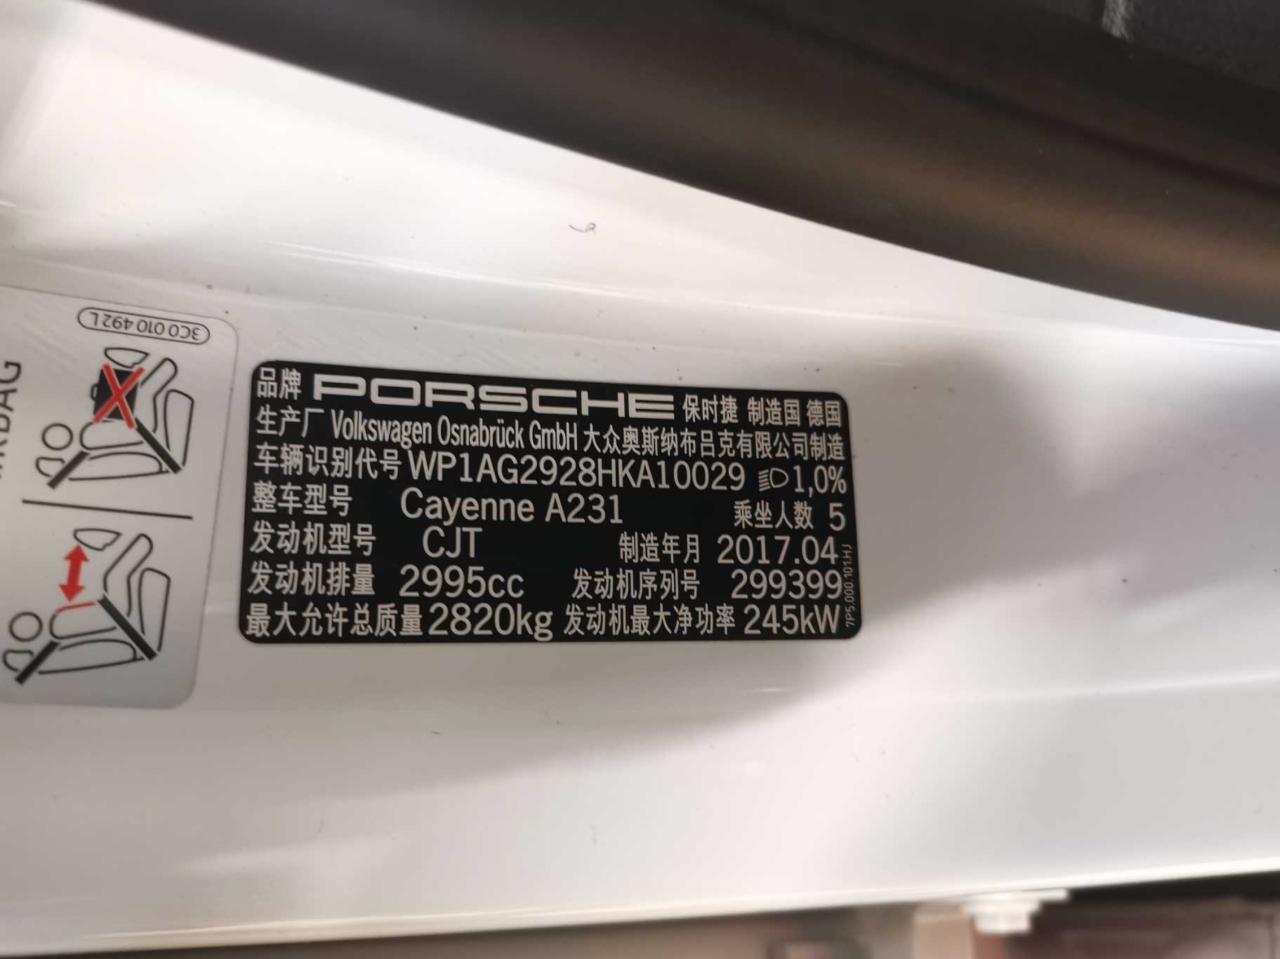 3C0 010 492 L
品牌 PORSCHE 保时捷 制造国 德国
生产厂 Volkswagen Osnabrück GmbH 大众奥斯纳布吕克有限公司制造
车辆识别代号 WP1AG2928HKA10029 1,0%
整车型号 Cayenne A231 乘坐人数 5
发动机型号 CJT 制造年月 2017.04
发动机排量 2995cc 发动机序列号 299399
最大允许总质量 2820kg 发动机最大净功率 245kW
7P5.000.101.HJ